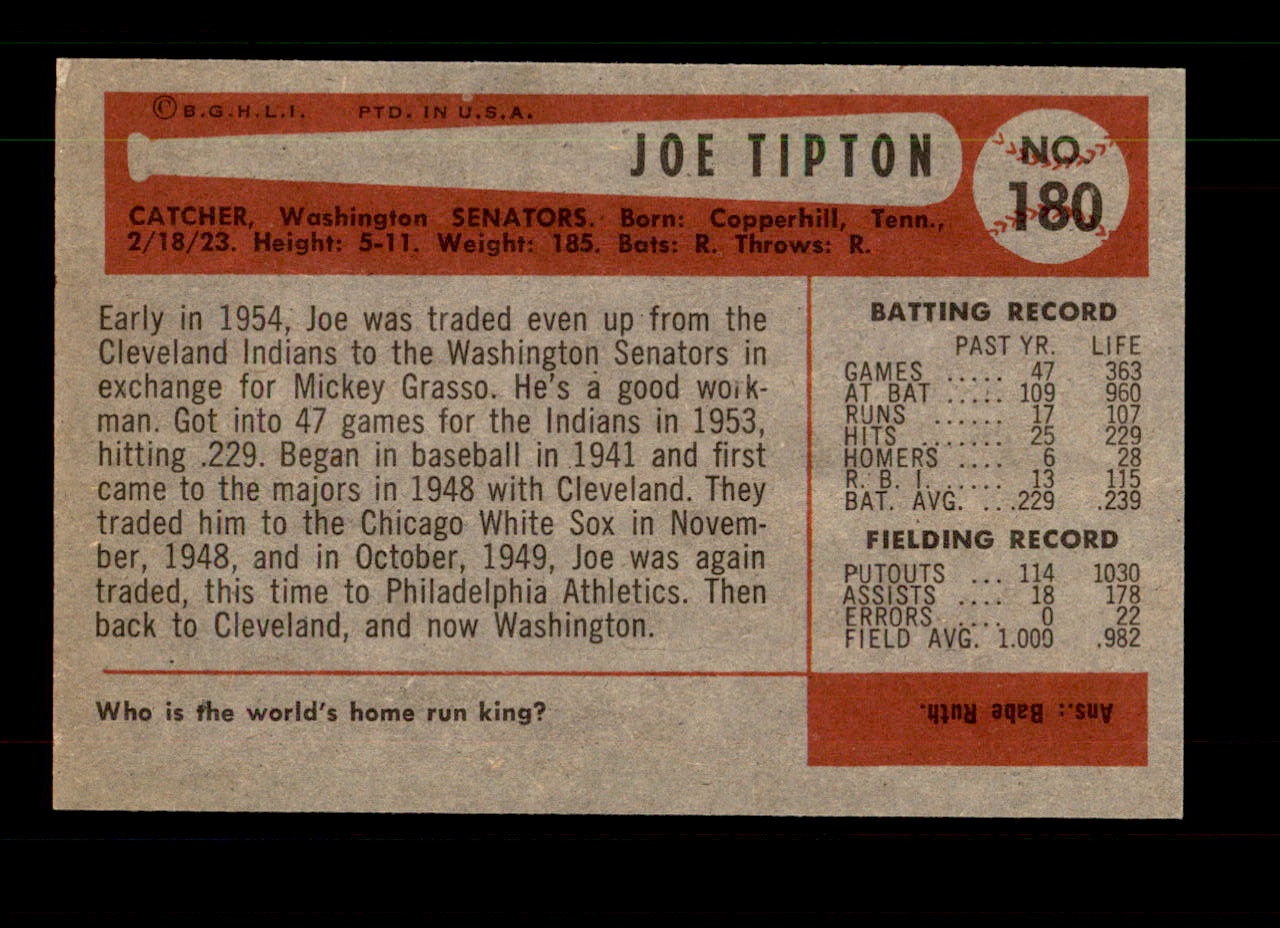 ©B.G.H.L.I. PTD. IN U.S.A.
JOE TIPTON
NO.
180
CATCHER, Washington SENATORS. Born: Copperhill, Tenn.,
2/18/23. Height: 5-11. Weight: 185. Bats: R. Throws: R.
Early in 1954, Joe was traded even up from the
Cleveland Indians to the Washington Senators in
exchange for Mickey Grasso. He's a good work-
man. Got into 47 games for the Indians in 1953,
hitting .229. Began in baseball in 1941 and first
came to the majors in 1948 with Cleveland. They
traded him to the Chicago White Sox in Novem-
ber, 1948, and in October, 1949, Joe was again
traded, this time to Philadelphia Athletics. Then
back to Cleveland, and now Washington.
BATTING RECORD
PAST YR. LIFE
GAMES ..... 47 363
AT BAT ..... 109 960
RUNS ...... 17 107
HITS ....... 25 229
HOMERS .... 6 28
R. B. I. ..... 13 115
BAT. AVG. ... .229 .239
FIELDING RECORD
PUTOUTS ... 114 1030
ASSISTS .... 18 178
ERRORS ..... 0 22
FIELD AVG. 1.000 .982
Who is the world's home run king?
Ans.: Babe Ruth.